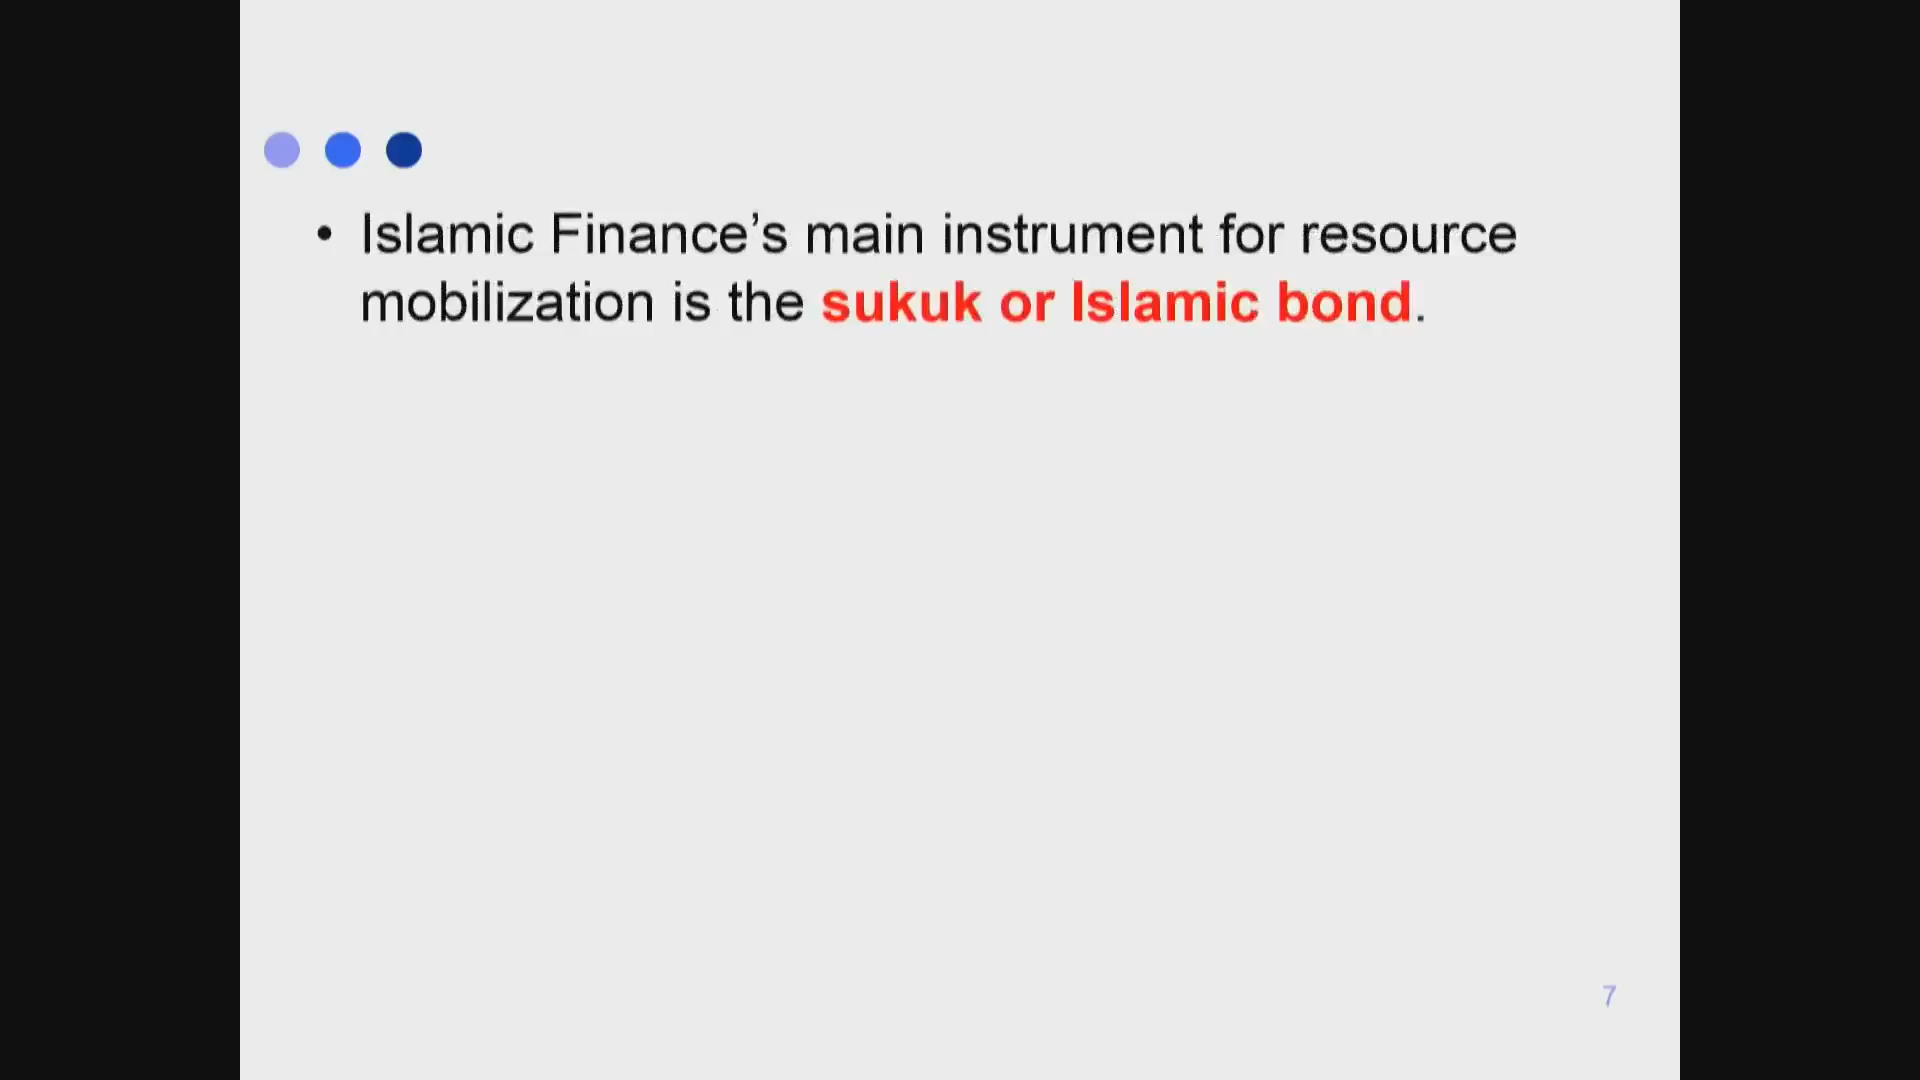 • Islamic Finance’s main instrument for resource
mobilization is the sukuk or Islamic bond.
7